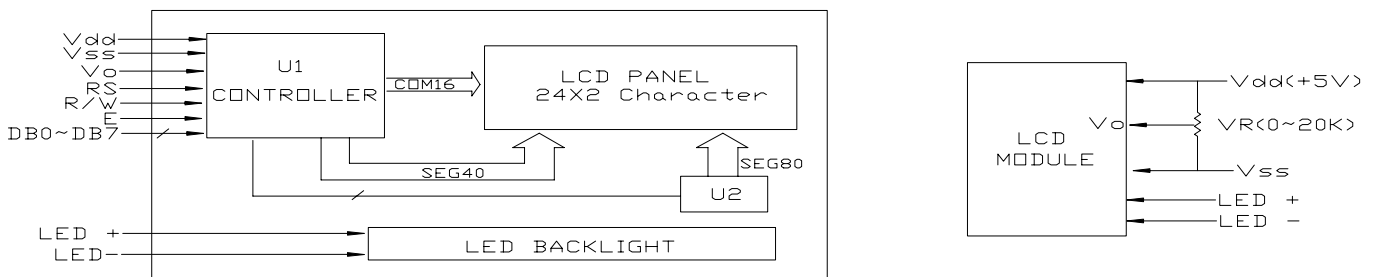 Vdd
Vss
Vo
RS
R/W
E
DB0~DB7
U1
CONTROLLER
COM16
LCD PANEL
24X2 Character
SEG40
SEG80
U2
LED +
LED-
LED BACKLIGHT
LCD
MODULE
Vdd(+5V)
Vo
VR(0~20K)
Vss
LED +
LED -